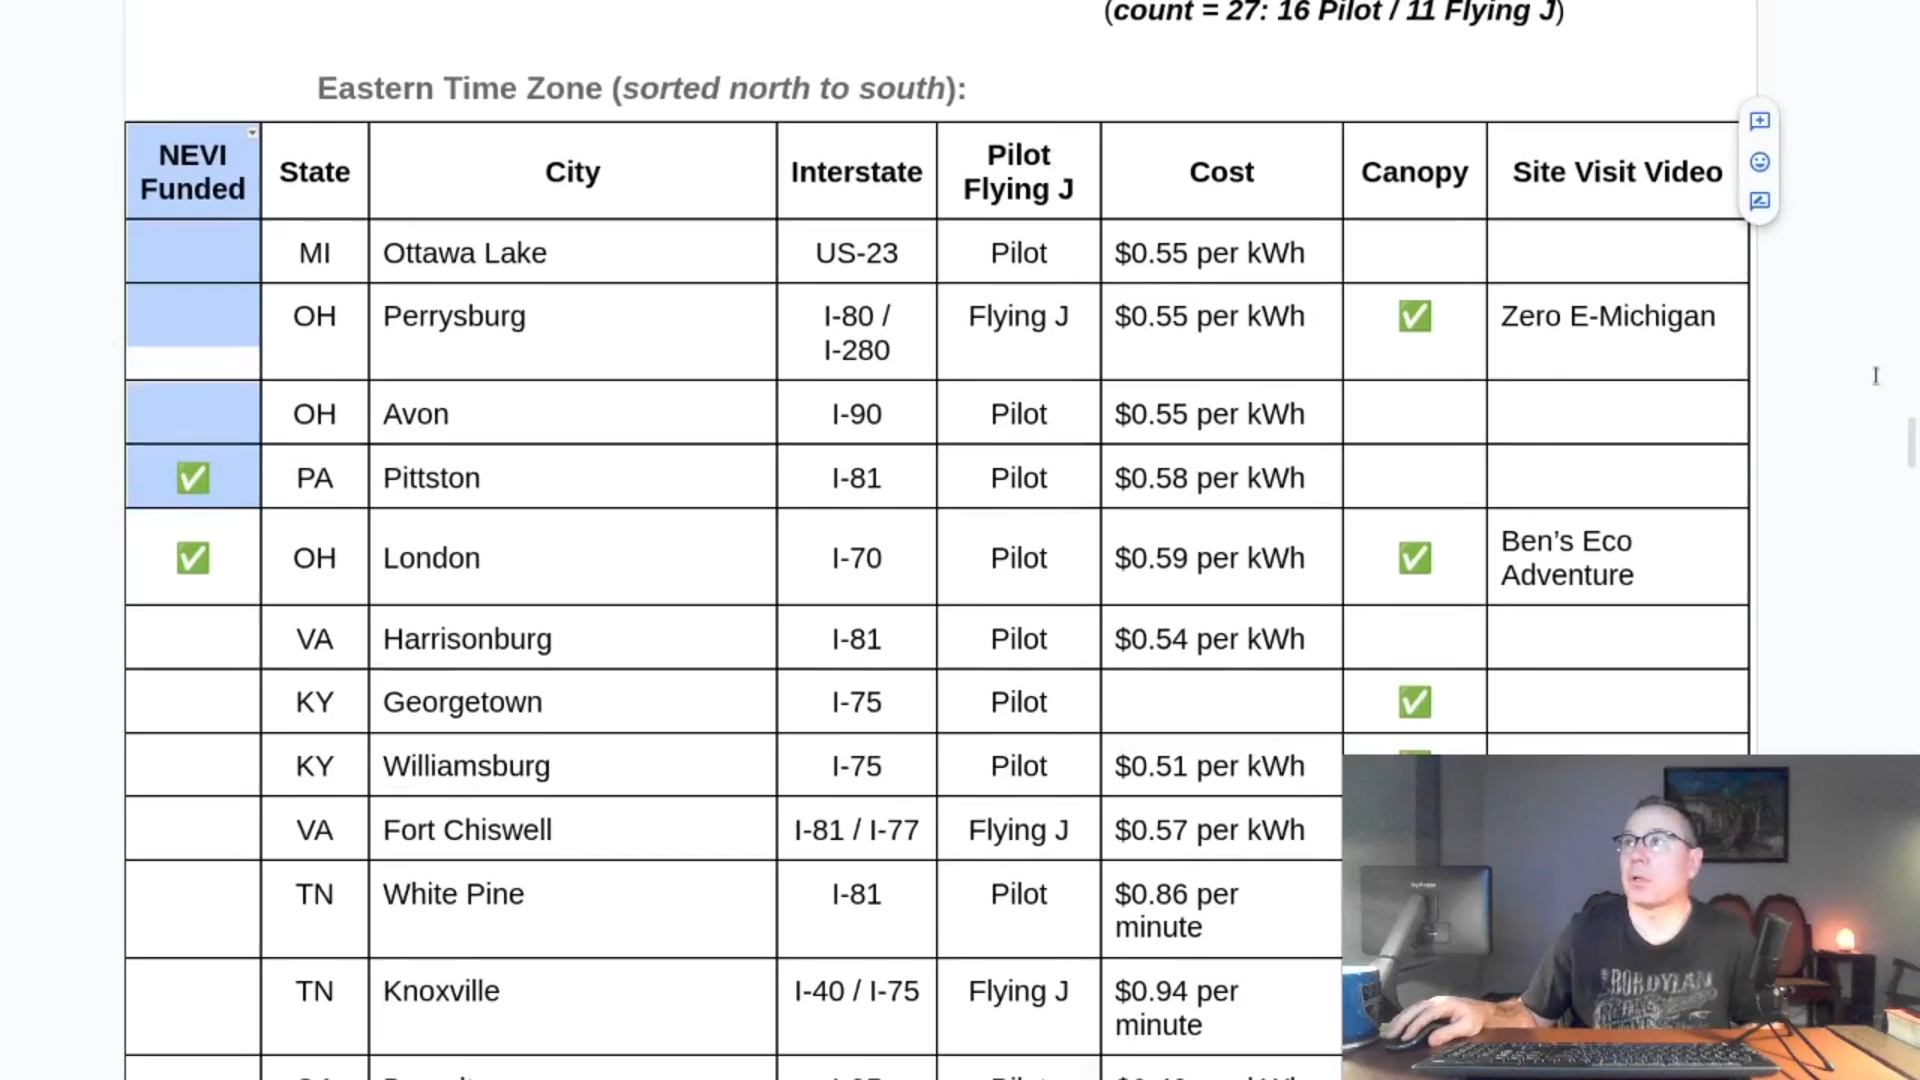 (count = 27: 16 Pilot / 11 Flying J)
Eastern Time Zone (sorted north to south):
NEVI Funded State City Interstate Pilot Flying J Cost Canopy Site Visit Video
MI Ottawa Lake US-23 Pilot $0.55 per kWh
OH Perrysburg I-80 / I-280 Flying J $0.55 per kWh ✅ Zero E-Michigan
OH Avon I-90 Pilot $0.55 per kWh
✅ PA Pittston I-81 Pilot $0.58 per kWh
✅ OH London I-70 Pilot $0.59 per kWh ✅ Ben’s Eco Adventure
VA Harrisonburg I-81 Pilot $0.54 per kWh
KY Georgetown I-75 Pilot ✅
KY Williamsburg I-75 Pilot $0.51 per kWh
VA Fort Chiswell I-81 / I-77 Flying J $0.57 per kWh
TN White Pine I-81 Pilot $0.86 per minute
TN Knoxville I-40 / I-75 Flying J $0.94 per minute